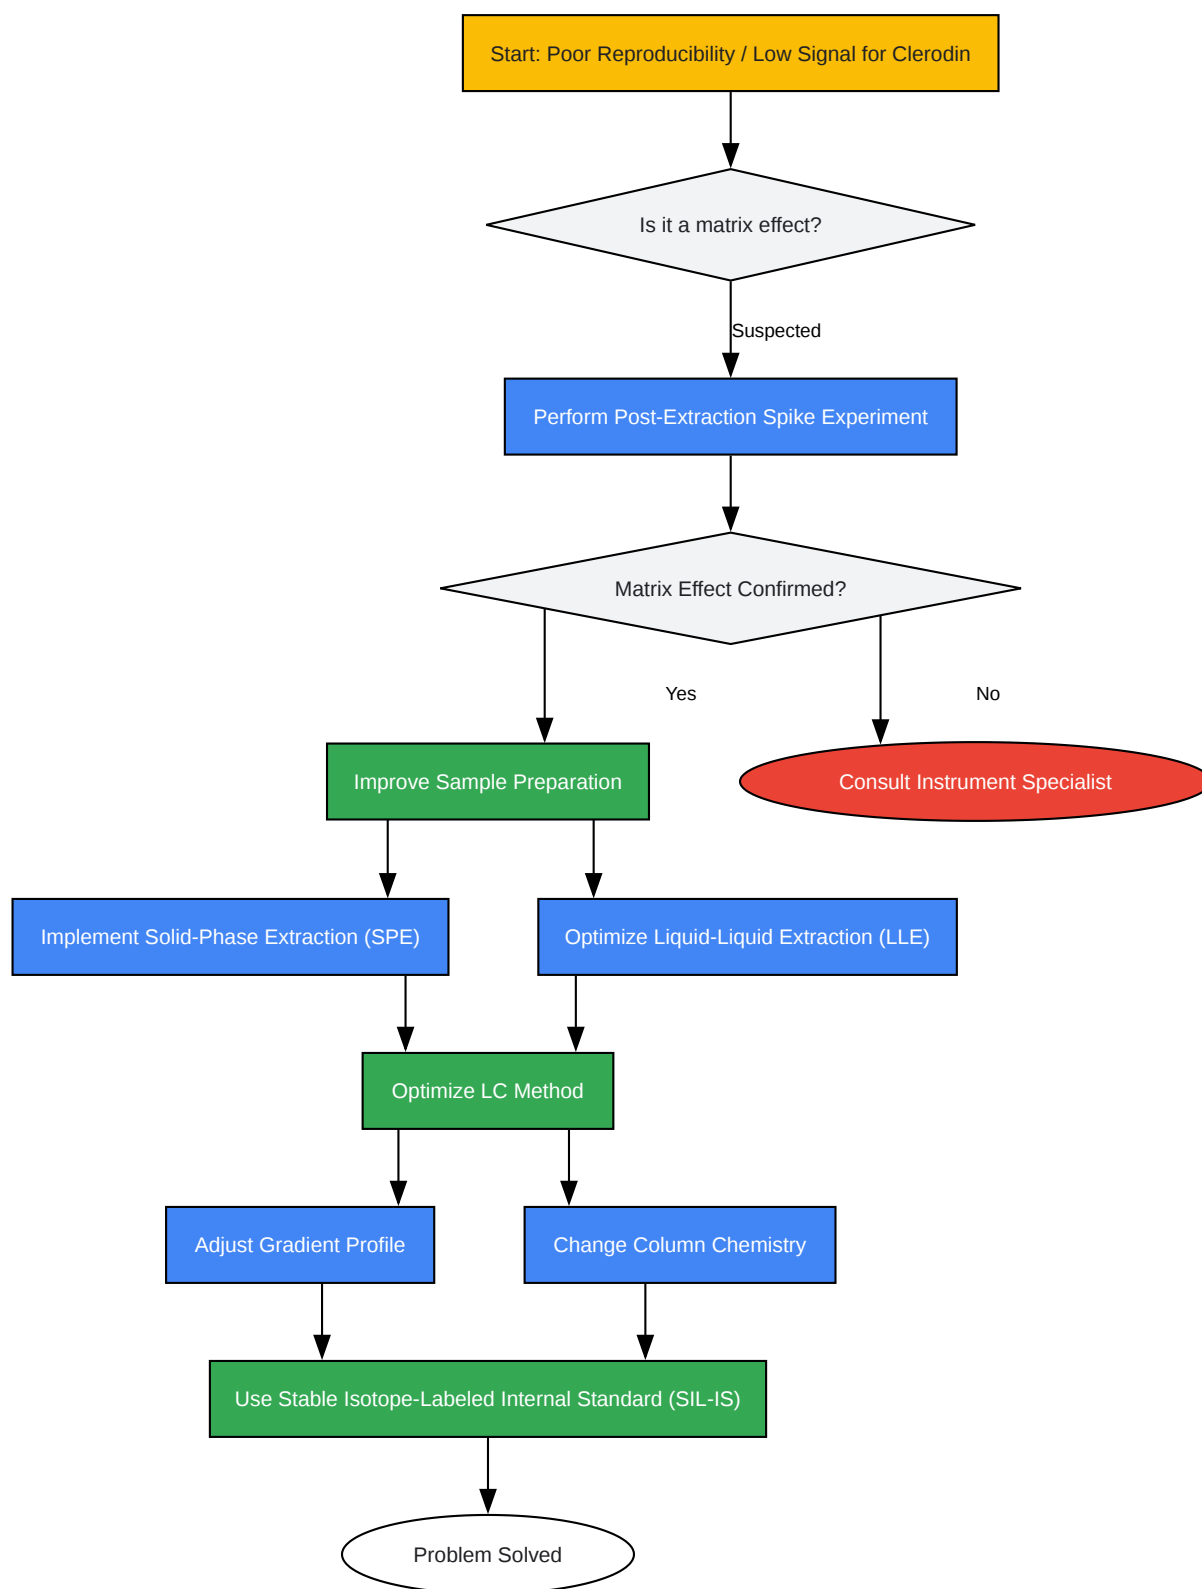 Start: Poor Reproducibility / Low Signal for Clerodin
Is it a matrix effect?
Suspected
Perform Post-Extraction Spike Experiment
Matrix Effect Confirmed?
Yes
No
Improve Sample Preparation
Consult Instrument Specialist
Implement Solid-Phase Extraction (SPE)
Optimize Liquid-Liquid Extraction (LLE)
Optimize LC Method
Adjust Gradient Profile
Change Column Chemistry
Use Stable Isotope-Labeled Internal Standard (SIL-IS)
Problem Solved